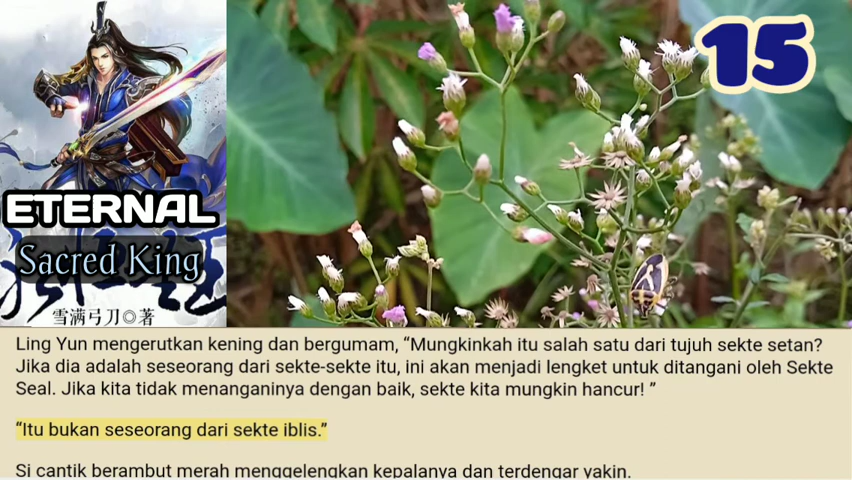 15
ETERNAL
Sacred King
雪满弓刀◎著
Ling Yun mengerutkan kening dan bergumam, “Mungkinkah itu salah satu dari tujuh sekte setan?
Jika dia adalah seseorang dari sekte-sekte itu, ini akan menjadi lengket untuk ditangani oleh Sekte
Seal. Jika kita tidak menanganinya dengan baik, sekte kita mungkin hancur! ”
“Itu bukan seseorang dari sekte iblis.”
Si cantik berambut merah menggelengkan kepalanya dan terdengar yakin.